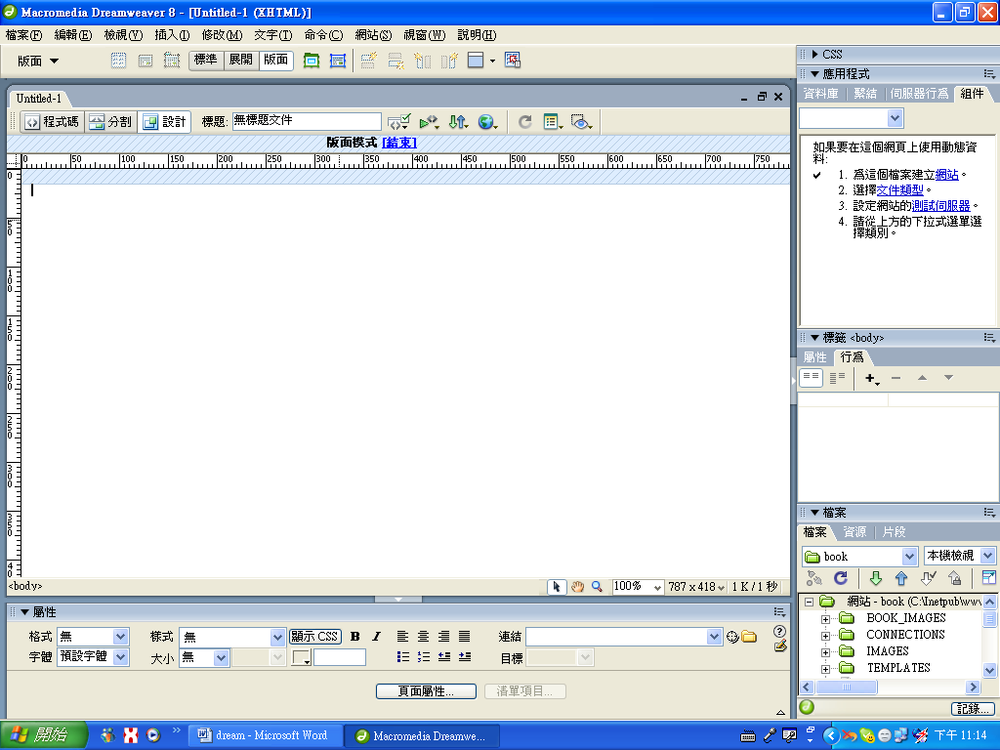 Macromedia Dreamweaver 8 - [Untitled-1 (XHTML)]
檔案(F) 編輯(E) 檢視(V) 插入(I) 修改(M) 文字(T) 命令(C) 網站(S) 視窗(W) 說明(H)
版面 標準 展開 版面
Untitled-1
程式碼 分割 設計 標題: 無標題文件
版面模式 [結束]
0 50 100 150 200 250 300 350 400 450 500 550 600 650 700 750
0
50
100
150
200
250
300
350
40
<body> 100% 787 x 418 1 K / 1 秒
屬性
格式 無 樣式 無 顯示 CSS B I 連結
字體 預設字體 大小 無 目標
頁面屬性... 清單項目...
CSS
應用程式
資料庫 繫結 伺服器行為 組件
如果要在這個網頁上使用動態資
料:
1. 為這個檔案建立網站。
2. 選擇文件類型。
3. 設定網站的測試伺服器。
4. 請從上方的下拉式選單選
擇類別。
標籤 <body>
屬性 行為
檔案
檔案 資源 片段
book 本機檢視
網站 - book (C:\Inetpub\ww
BOOK_IMAGES
CONNECTIONS
IMAGES
TEMPLATES
記錄...
開始 dream - Microsoft Word Macromedia Dreamwe... 下午 11:14